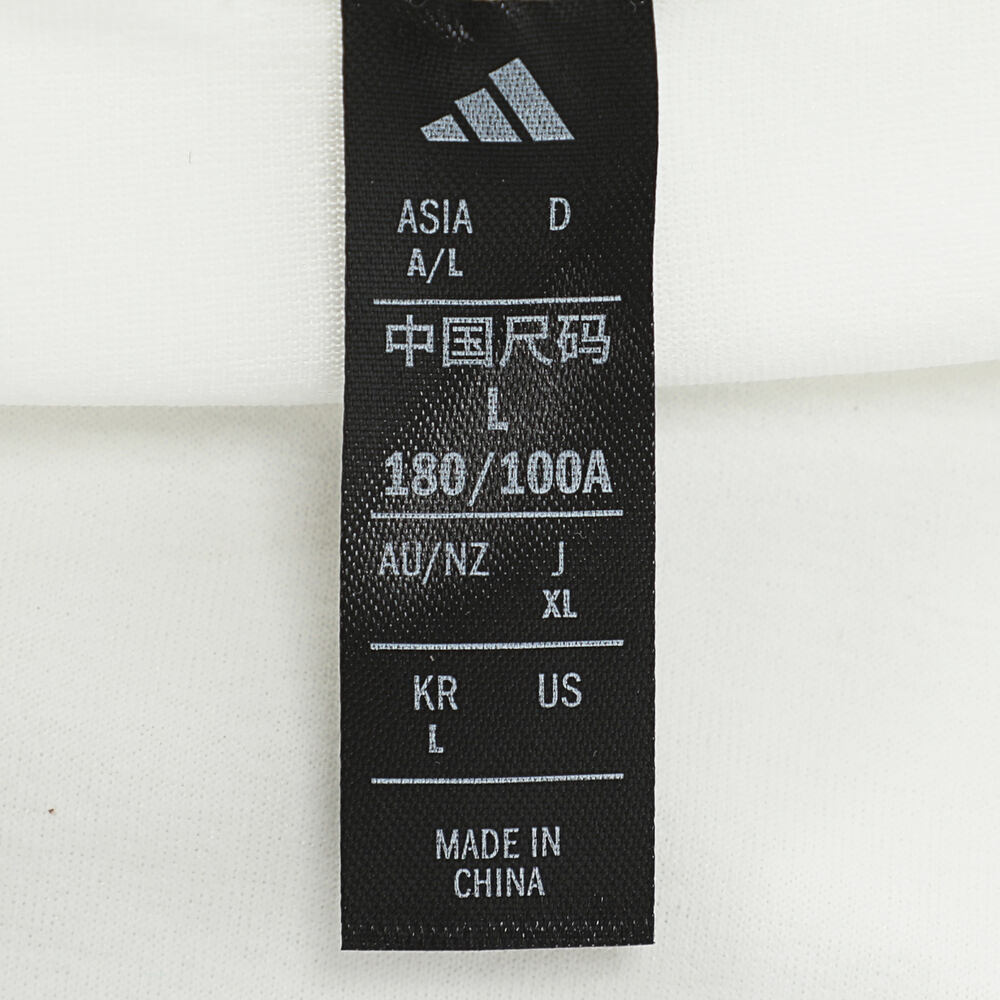 ASIA D
A/L
中国尺码
L
180/100A
AU/NZ J
XL
KR US
L
MADE IN
CHINA